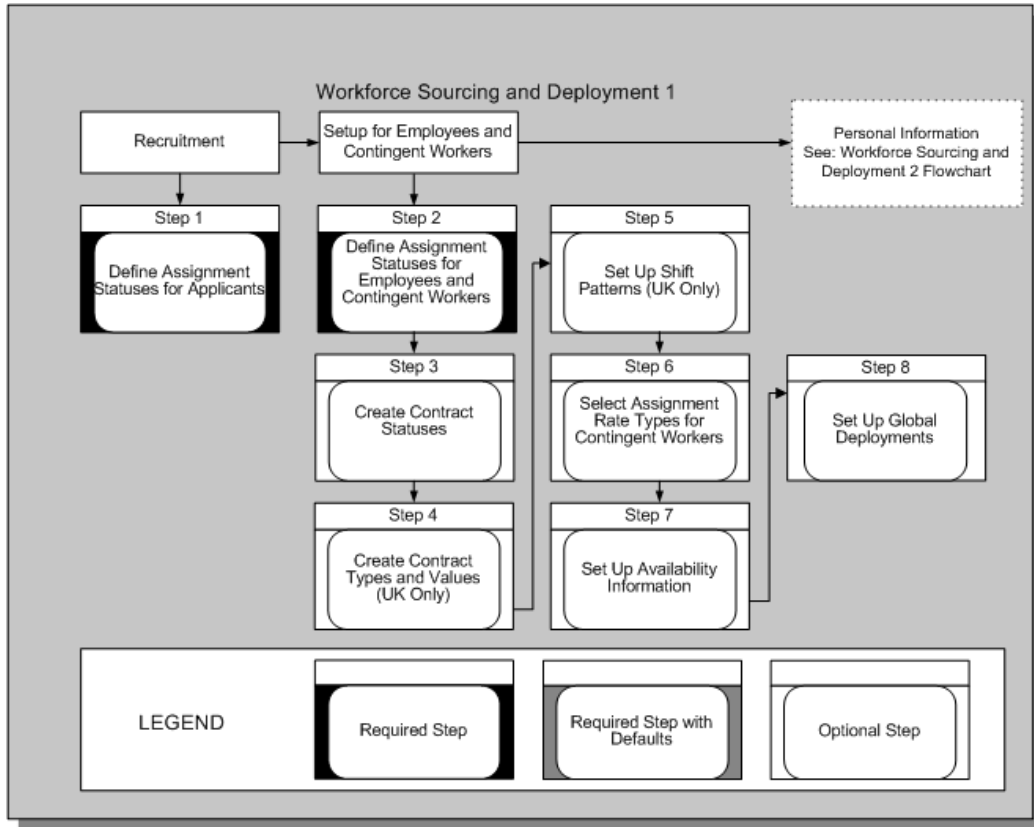 Workforce Sourcing and Deployment 1
Recruitment
Setup for Employees and
Contingent Workers
Personal Information
See: Workforce Sourcing and
Deployment 2 Flowchart
Step 1
Define Assignment
Statuses for Applicants
Step 2
Define Assignment
Statuses for
Employees and
Contingent Workers
Step 3
Create Contract
Statuses
Step 4
Create Contract
Types and Values
(UK Only)
Step 5
Set Up Shift
Patterns (UK Only)
Step 6
Select Assignment
Rate Types for
Contingent Workers
Step 7
Set Up Availability
Information
Step 8
Set Up Global
Deployments
LEGEND
Required Step
Required Step with
Defaults
Optional Step